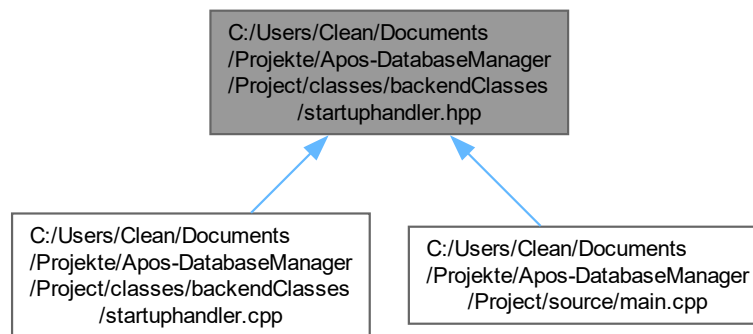 C:/Users/Clean/Documents
/Projekte/Apos-DatabaseManager
/Project/classes/backendClasses
/startuphandler.hpp
C:/Users/Clean/Documents
/Projekte/Apos-DatabaseManager
/Project/classes/backendClasses
/startuphandler.cpp
C:/Users/Clean/Documents
/Projekte/Apos-DatabaseManager
/Project/source/main.cpp